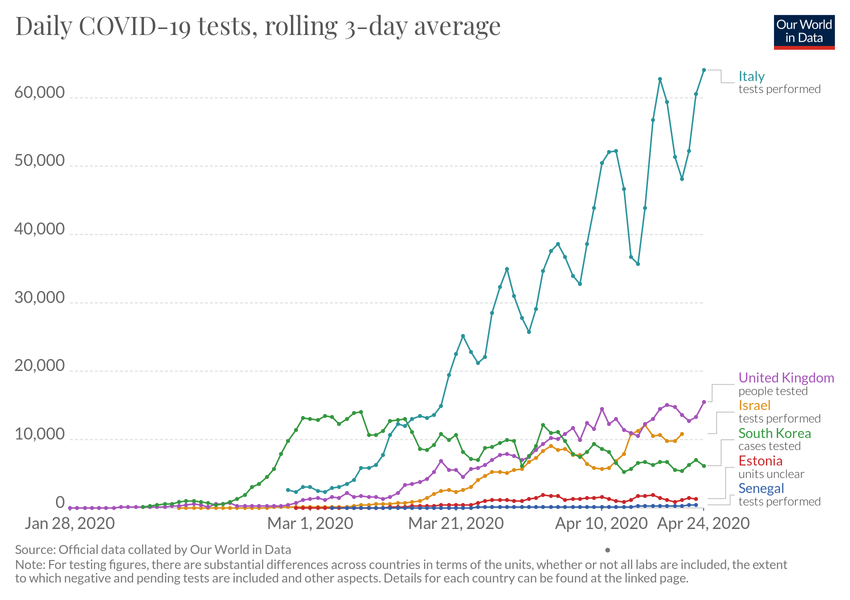 Daily COVID-19 tests, rolling 3-day average
Our World
in Data
60,000
50,000
40,000
30,000
20,000
10,000
0
Jan 28, 2020
Mar 1, 2020
Mar 21, 2020
Apr 10, 2020
Apr 24, 2020
Italy
tests performed
United Kingdom
people tested
Israel
tests performed
South Korea
cases tested
Estonia
units unclear
Senegal
tests performed
Source: Official data collated by Our World in Data
Note: For testing figures, there are substantial differences across countries in terms of the units, whether or not all labs are included, the extent
to which negative and pending tests are included and other aspects. Details for each country can be found at the linked page.